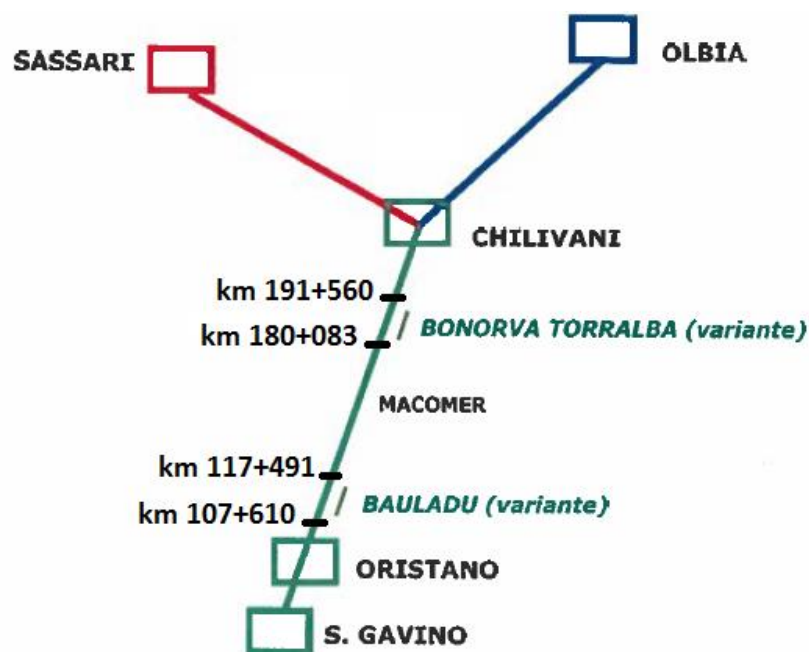 SASSARI
OLBIA
CHILIVANI
km 191+560
BONORVA TORRALBA (variante)
km 180+083
MACOMER
km 117+491
BAULADU (variante)
km 107+610
ORISTANO
S. GAVINO